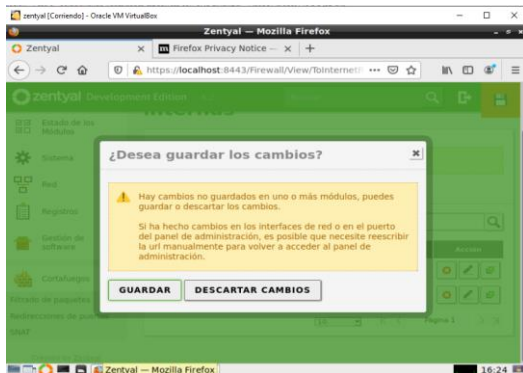 zentyal [Corriendo] - Oracle VM VirtualBox
Zentyal — Mozilla Firefox
Zentyal
Firefox Privacy Notice —
https://localhost:8443/Firewall/View/ToInternet
zentyal Development Edition
Estado de los
Módulos
Sistema
Red
Registros
Gestión de
software
Cortafuegos
Filtrado de paquetes
Redirecciones de puertos
SNAT
¿Desea guardar los cambios?
Hay cambios no guardados en uno o más módulos, puedes
guardar o descartar los cambios.
Si ha hecho cambios en los interfaces de red o en el puerto
del panel de administración, es posible que necesite reescribir
la url manualmente para volver a acceder al panel de
administración.
GUARDAR
DESCARTAR CAMBIOS
Acción
10
Página 1
Zentyal — Mozilla Firefox
16:24